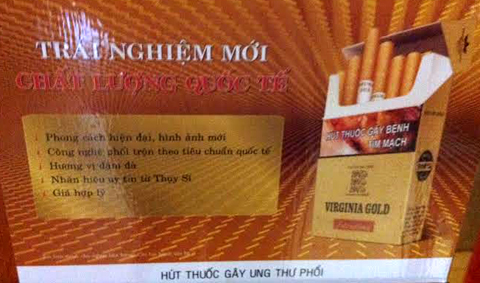 TRẢI NGHIỆM MỚI
CHẤT LƯỢNG QUỐC TẾ
Phong cách hiện đại, hình ảnh mới
Công nghệ phối trộn theo tiêu chuẩn quốc tế
Hương vị đậm đà
Nhãn hiệu uy tín từ Thụy Sĩ
Giá hợp lý
HÚT THUỐC GÂY BỆNH
TIM MẠCH
VIRGINIA GOLD
HÚT THUỐC GÂY UNG THƯ PHỔI